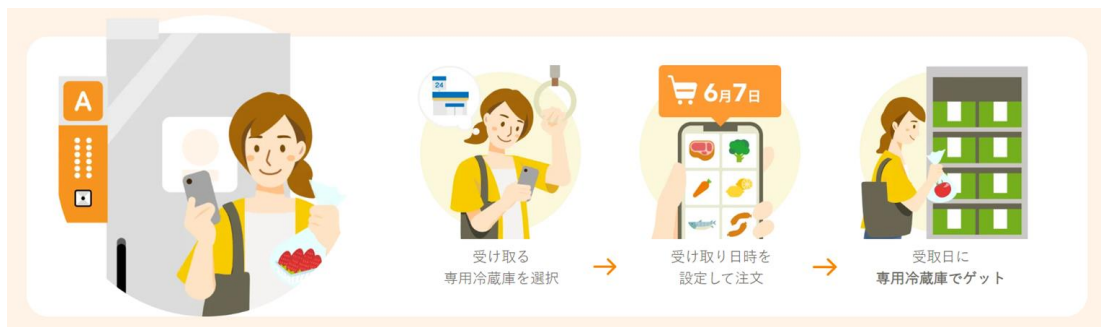 A
24
6月7日
受け取る
専用冷蔵庫を選択
→
受け取り日時を
設定して注文
→
受取日に
専用冷蔵庫でゲット